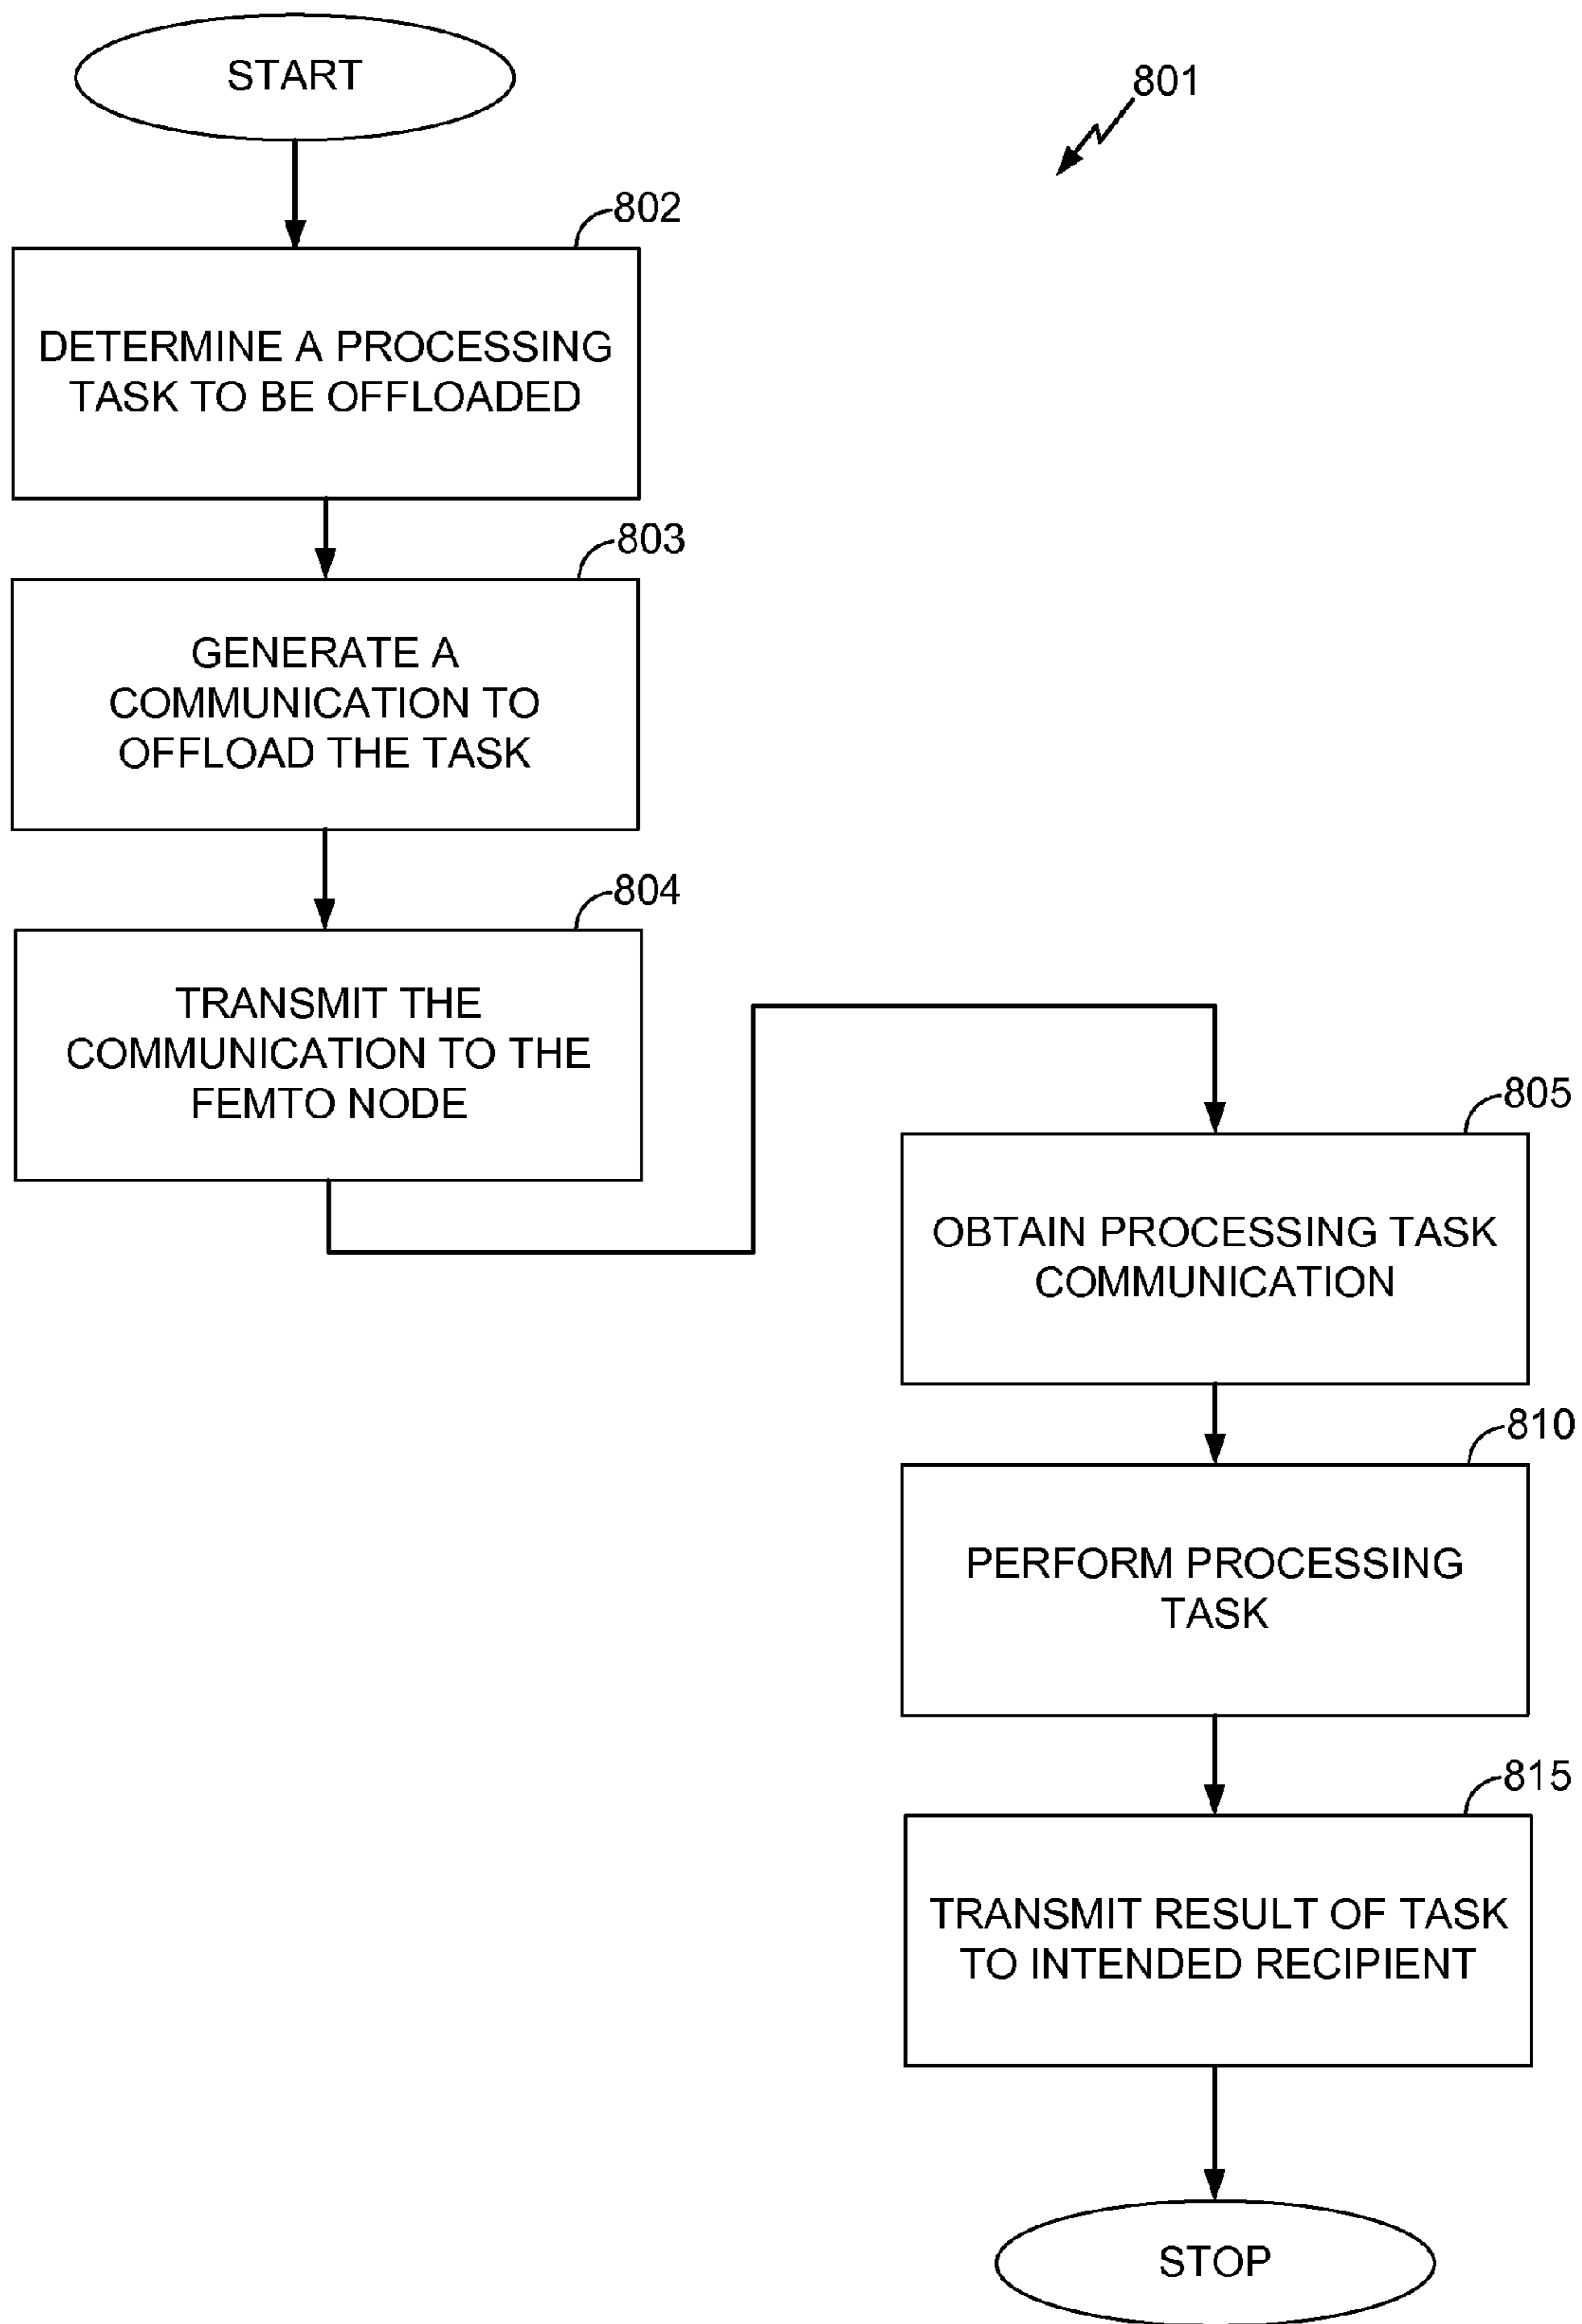 START
801
802
DETERMINE A PROCESSING
TASK TO BE OFFLOADED
803
GENERATE A
COMMUNICATION TO
OFFLOAD THE TASK
804
TRANSMIT THE
COMMUNICATION TO THE
FEMTO NODE
805
OBTAIN PROCESSING TASK
COMMUNICATION
810
PERFORM PROCESSING
TASK
815
TRANSMIT RESULT OF TASK
TO INTENDED RECIPIENT
STOP